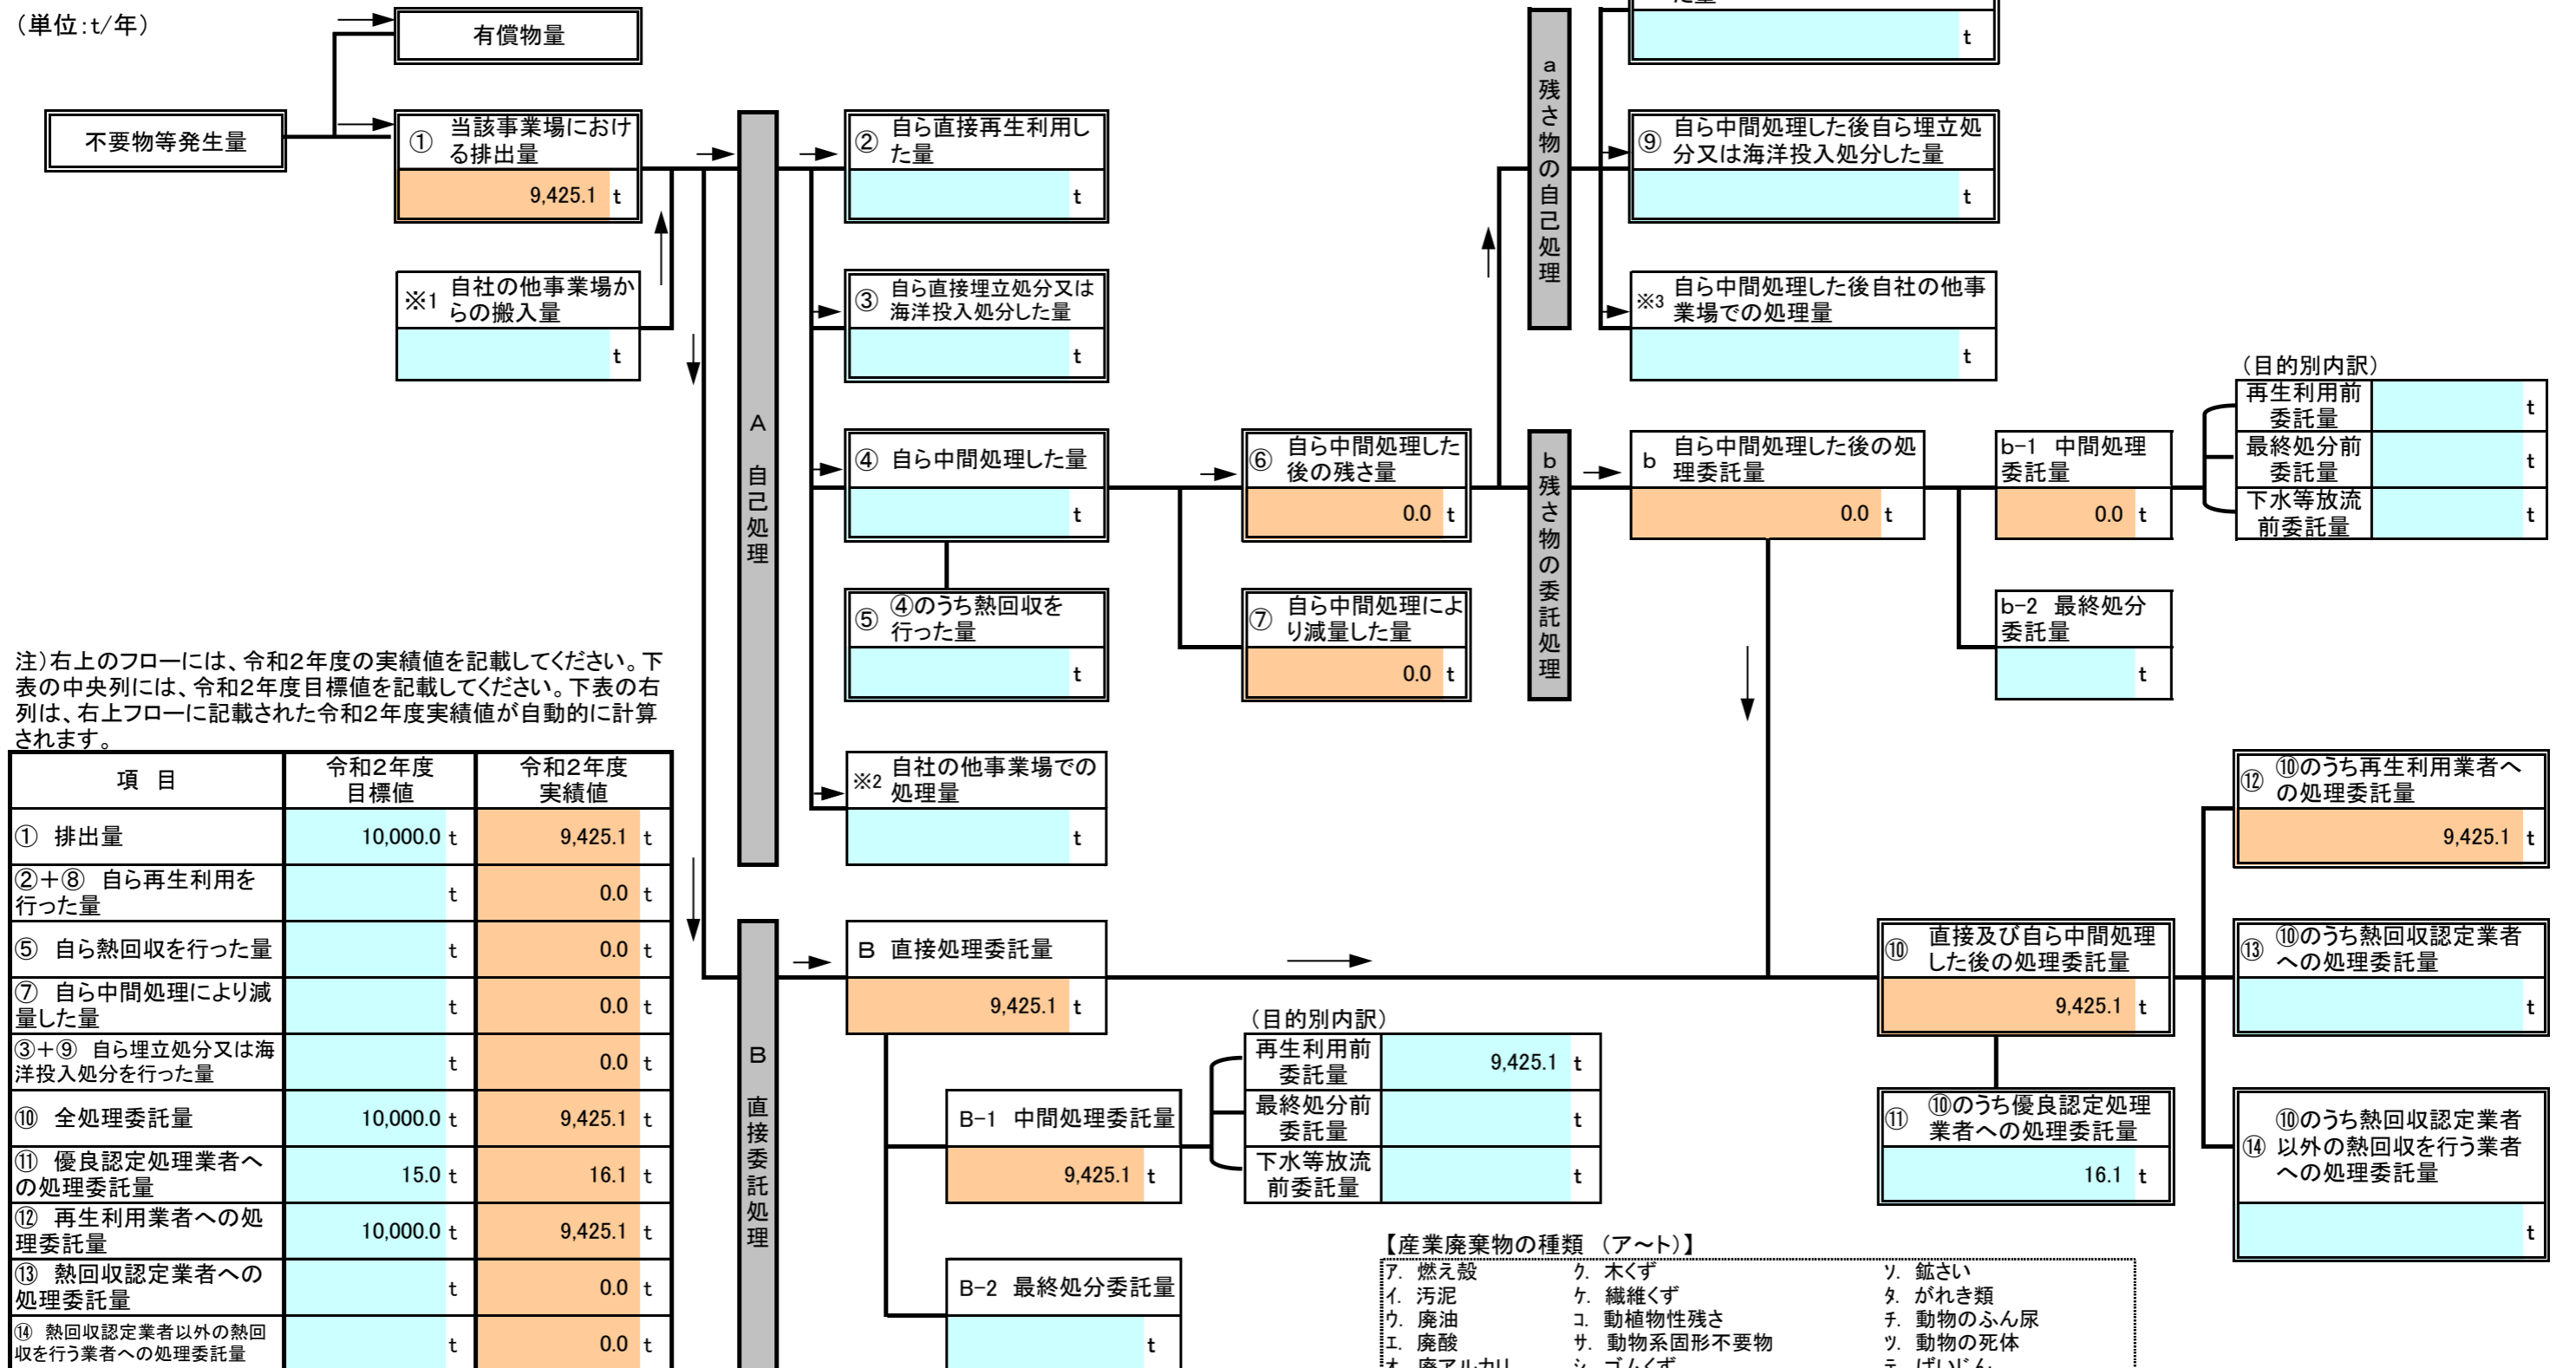 （単位:t/年）
有償物量
不要物等発生量
① 当該事業場におけ
る排出量
9,425.1 t
※1 自社の他事業場か
らの搬入量
t
A 自己処理
② 自ら直接再生利用し
た量
t
③ 自ら直接埋立処分又は
海洋投入処分した量
t
④ 自ら中間処理した量
t
⑤ ④のうち熱回収を
行った量
t
※2 自社の他事業場での
処理量
t
⑥ 自ら中間処理した
後の残さ量
0.0 t
⑦ 自ら中間処理によ
り減量した量
0.0 t
a 残さ物の自己処理
た量
t
⑨ 自ら中間処理した後自ら埋立処
分又は海洋投入処分した量
t
※3 自ら中間処理した後自社の他事
業場での処理量
t
b 残さ物の委託処理
b 自ら中間処理した後の処
理委託量
0.0 t
b-1 中間処理
委託量
0.0 t
b-2 最終処分
委託量
t
（目的別内訳）
再生利用前
委託量 t
最終処分前
委託量 t
下水等放流
前委託量 t
注）右上のフローには、令和2年度の実績値を記載してください。下
表の中央列には、令和2年度目標値を記載してください。下表の右
列は、右上フローに記載された令和2年度実績値が自動的に計算
されます。
項 目 令和2年度 目標値 令和2年度 実績値
① 排出量 10,000.0 t 9,425.1 t
②＋⑧ 自ら再生利用を
行った量 t 0.0 t
⑤ 自ら熱回収を行った量 t 0.0 t
⑦ 自ら中間処理により減
量した量 t 0.0 t
③＋⑨ 自ら埋立処分又は海
洋投入処分を行った量 t 0.0 t
⑩ 全処理委託量 10,000.0 t 9,425.1 t
⑪ 優良認定処理業者へ
の処理委託量 15.0 t 16.1 t
⑫ 再生利用業者への処
理委託量 10,000.0 t 9,425.1 t
⑬ 熱回収認定業者への
処理委託量 t 0.0 t
⑭ 熱回収認定業者以外の熱回
収を行う業者への処理委託量 t 0.0 t
B 直接委託処理
B 直接処理委託量
9,425.1 t
B-1 中間処理委託量
9,425.1 t
B-2 最終処分委託量
t
（目的別内訳）
再生利用前
委託量 9,425.1 t
最終処分前
委託量 t
下水等放流
前委託量 t
⑩ 直接及び自ら中間処理
した後の処理委託量
9,425.1 t
⑪ ⑩のうち優良認定処理
業者への処理委託量
16.1 t
⑫ ⑩のうち再生利用業者へ
の処理委託量
9,425.1 t
⑬ ⑩のうち熱回収認定業者
への処理委託量
t
⑭ ⑩のうち熱回収認定業者
以外の熱回収を行う業者
への処理委託量
t
【産業廃棄物の種類 （ア～ト）】
ア. 燃え殻 ク. 木くず ソ. 鉱さい
イ. 汚泥 ケ. 繊維くず タ. がれき類
ウ. 廃油 コ. 動植物性残さ チ. 動物のふん尿
エ. 廃酸 サ. 動物系固形不要物 ツ. 動物の死体
オ. 廃アルカリ シ. ゴムくず テ. ばいじん